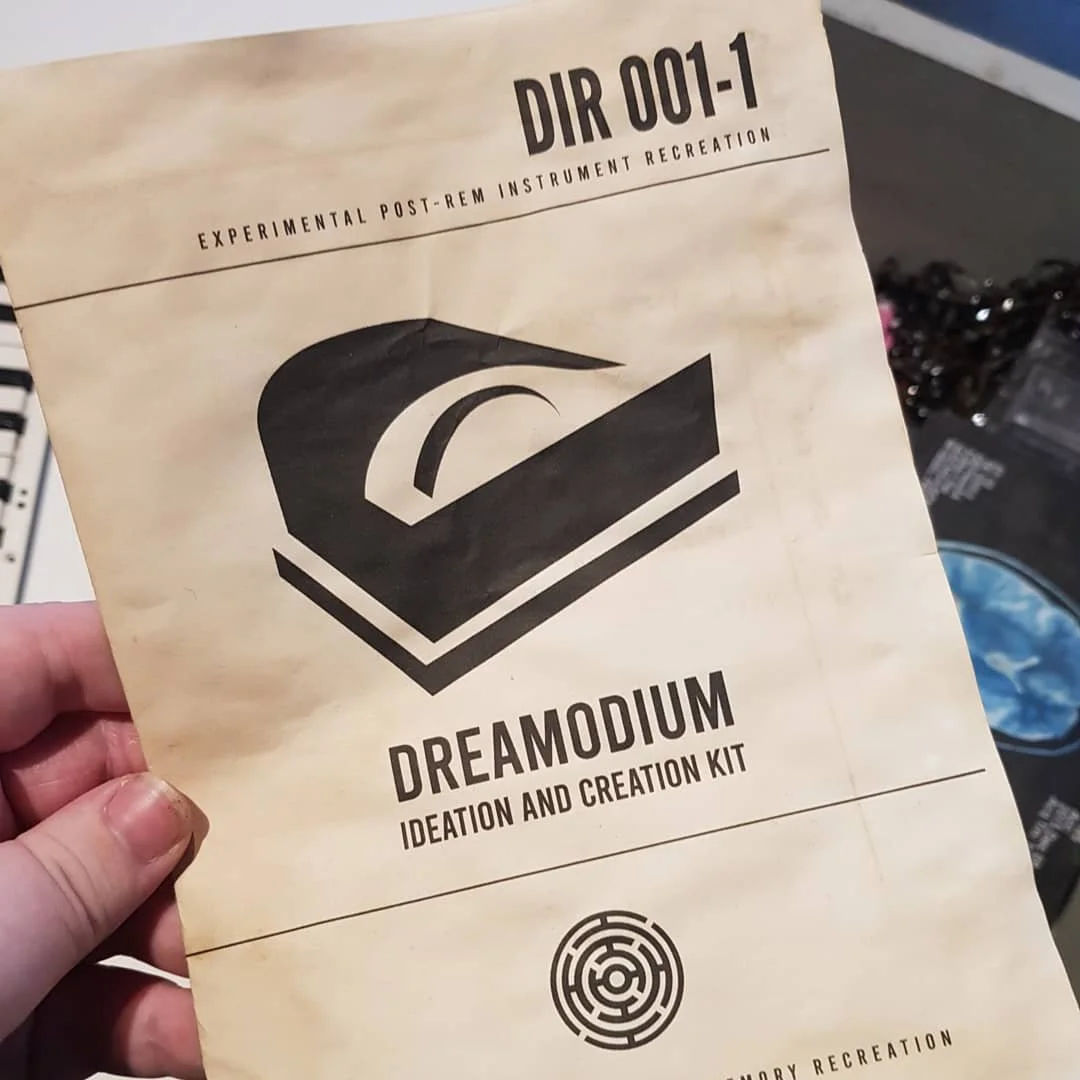 DIR 001-1
EXPERIMENTAL POST-REM INSTRUMENT RECREATION
DREAMODIUM
IDEATION AND CREATION KIT
RECREATION